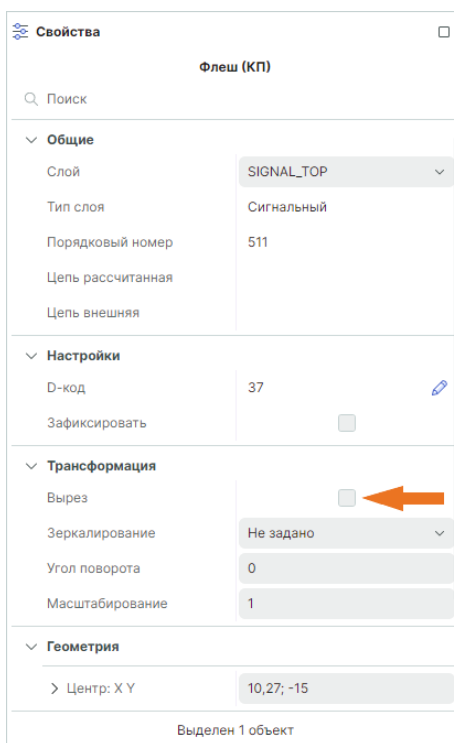 Свойства
Флеш (КП)
Поиск
Общие
Слой SIGNAL_TOP
Тип слоя Сигнальный
Порядковый номер 511
Цепь рассчитанная
Цепь внешняя
Настройки
D-код 37
Зафиксировать
Трансформация
Вырез
Зеркалирование Не задано
Угол поворота 0
Масштабирование 1
Геометрия
Центр: X Y 10,27; -15
Выделен 1 объект